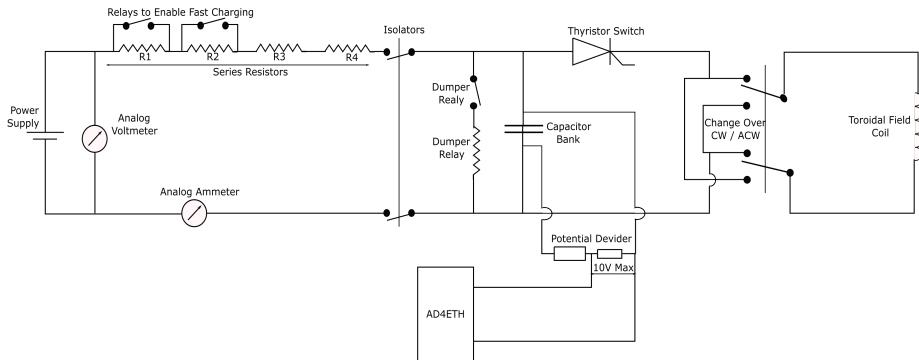 Relays to Enable Fast Charging
R1
R2
R3
R4
Series Resistors
Isolators
Thyristor Switch
Power
Supply
Analog
Voltmeter
Dumper
Realy
Dumper
Relay
Capacitor
Bank
Change Over
CW / ACW
Toroidal Field
Coil
Analog Ammeter
Potential Devider
10V Max
AD4ETH